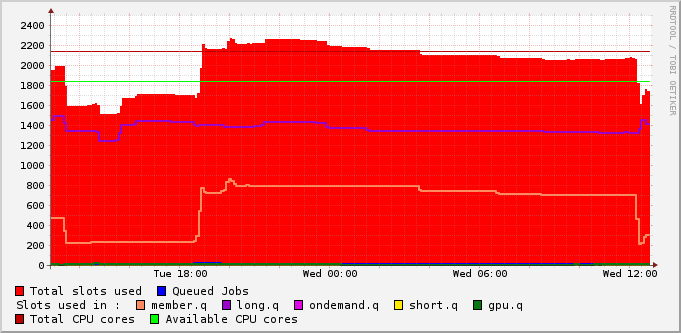 2400
2200
2000
1800
1600
1400
1200
1000
800
600
400
200
0
Tue 18:00 Wed 00:00 Wed 06:00 Wed 12:00
Total slots used Queued Jobs
Slots used in : member.q long.q ondemand.q short.q gpu.q
Total CPU cores Available CPU cores
RRDTOOL / TOBI OETIKER